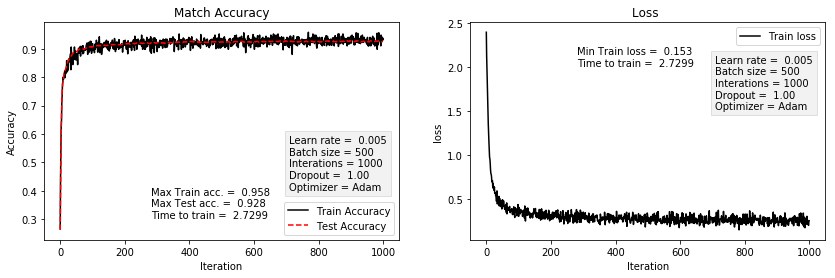 Match Accuracy
Accuracy
0.9
0.8
0.7
0.6
0.5
0.4
0.3
Learn rate =  0.005
Batch size = 500
Interations = 1000
Dropout =  1.00
Optimizer = Adam
Max Train acc. =  0.958
Max Test acc. =  0.928
Time to train =  2.7299
Train Accuracy
Test Accuracy
0 200 400 600 800 1000
Iteration
Loss
loss
2.5
2.0
1.5
1.0
0.5
Train loss
Min Train loss =  0.153
Time to train =  2.7299
Learn rate =  0.005
Batch size = 500
Interations = 1000
Dropout =  1.00
Optimizer = Adam
0 200 400 600 800 1000
Iteration